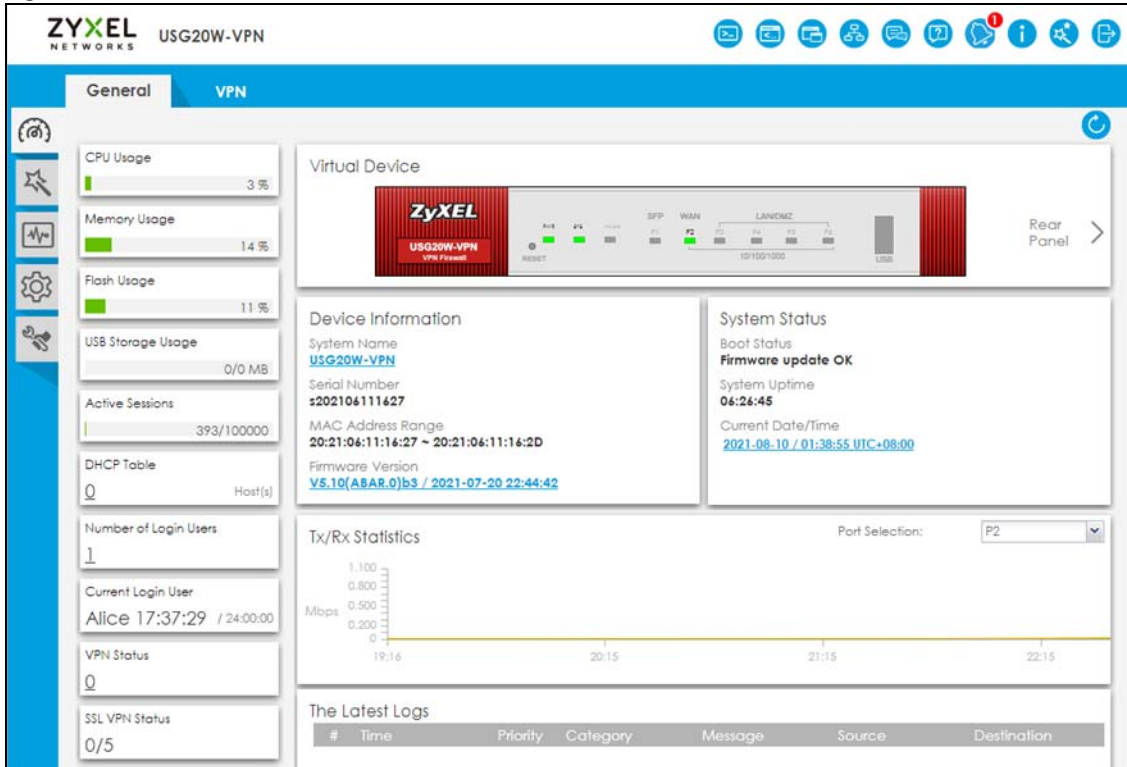 ZYXEL
NETWORKS
USG20W-VPN
1
General
VPN
CPU Usage
3 %
Memory Usage
14 %
Flash Usage
11 %
USB Storage Usage
0/0 MB
Active Sessions
393/100000
DHCP Table
0 Host(s)
Number of Login Users
1
Current Login User
Alice 17:37:29 / 24:00:00
VPN Status
0
SSL VPN Status
0/5
Virtual Device
ZyXEL
USG20W-VPN
VPN Firewall
RESET
SFP WAN LAN/DMZ
P1 P2 P3 P4 P5 P6
10/100/1000
USB
Rear
Panel
Device Information
System Name
USG20W-VPN
Serial Number
s202106111627
MAC Address Range
20:21:06:11:16:27 ~ 20:21:06:11:16:2D
Firmware Version
V5.10(ABAR.0)b3 / 2021-07-20 22:44:42
System Status
Boot Status
Firmware update OK
System Uptime
06:26:45
Current Date/Time
2021-08-10 / 01:38:55 UTC+08:00
Tx/Rx Statistics
Port Selection: P2
1.100
0.800
Mbps
0.500
0.200
0
19:16 20:15 21:15 22:15
The Latest Logs
# Time Priority Category Message Source Destination